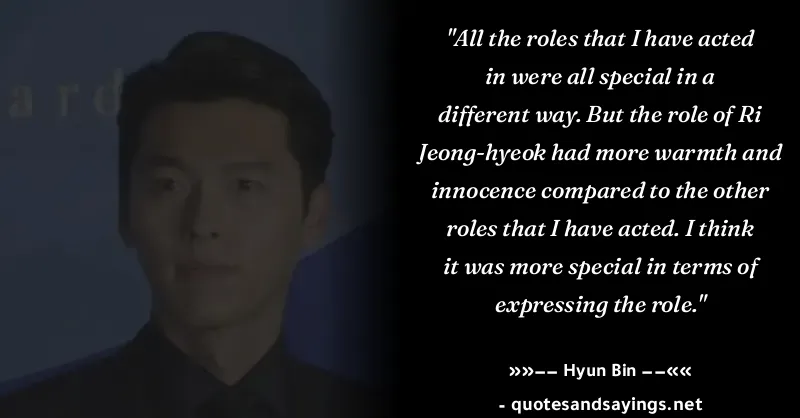 ard
"All the roles that I have acted
in were all special in a
different way. But the role of Ri
Jeong-hyeok had more warmth and
innocence compared to the other
roles that I have acted. I think
it was more special in terms of
expressing the role."
»»−− Hyun Bin −−««
- quotesandsayings.net